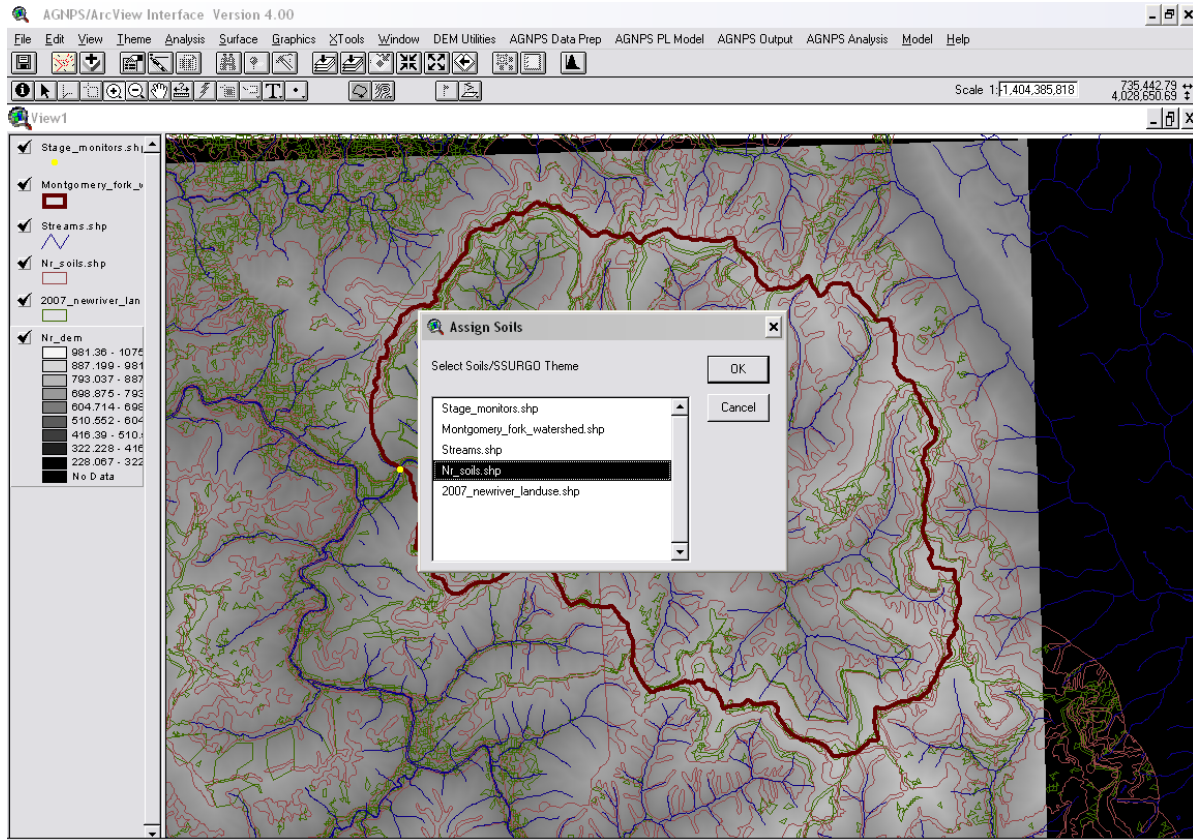 AGNPS/ArcView Interface Version 4.00
File Edit View Theme Analysis Surface Graphics XTools Window DEM Utilities AGNPS Data Prep AGNPS PL Model AGNPS Output AGNPS Analysis Model Help
Scale 1: -1,404,385,818
735,442.79
4,028,650.69
View1
Stage_monitors.shp
Montgomery_fork_w
Streams.shp
Nr_soils.shp
2007_newriver_lan
Nr_dem
981.36 - 1075
887.199 - 981
793.037 - 887
698.875 - 793
604.714 - 698
510.552 - 604
416.39 - 510.
322.228 - 416
228.067 - 322
No Data
Assign Soils
Select Soils/SSURGO Theme
OK
Cancel
Stage_monitors.shp
Montgomery_fork_watershed.shp
Streams.shp
Nr_soils.shp
2007_newriver_landuse.shp